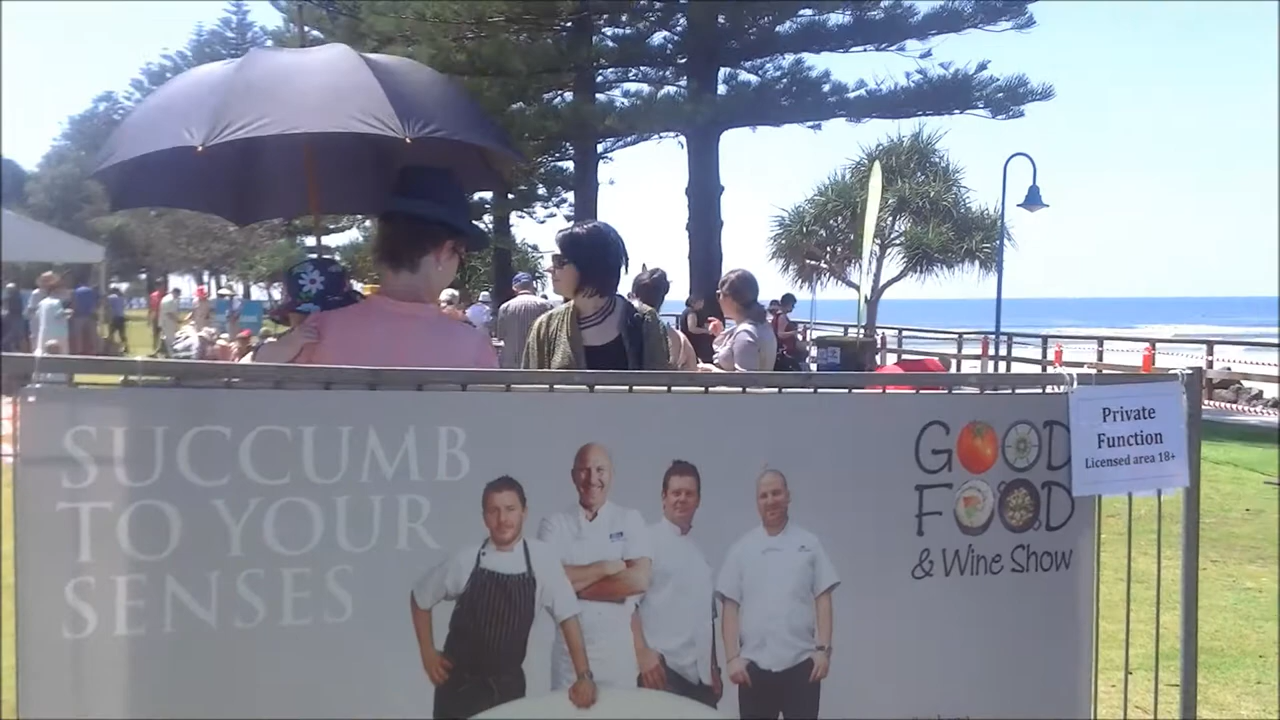 SUCCUMB
TO YOUR
SENSES
GOOD
FOOD
& Wine Show
Private
Function
Licensed area 18+